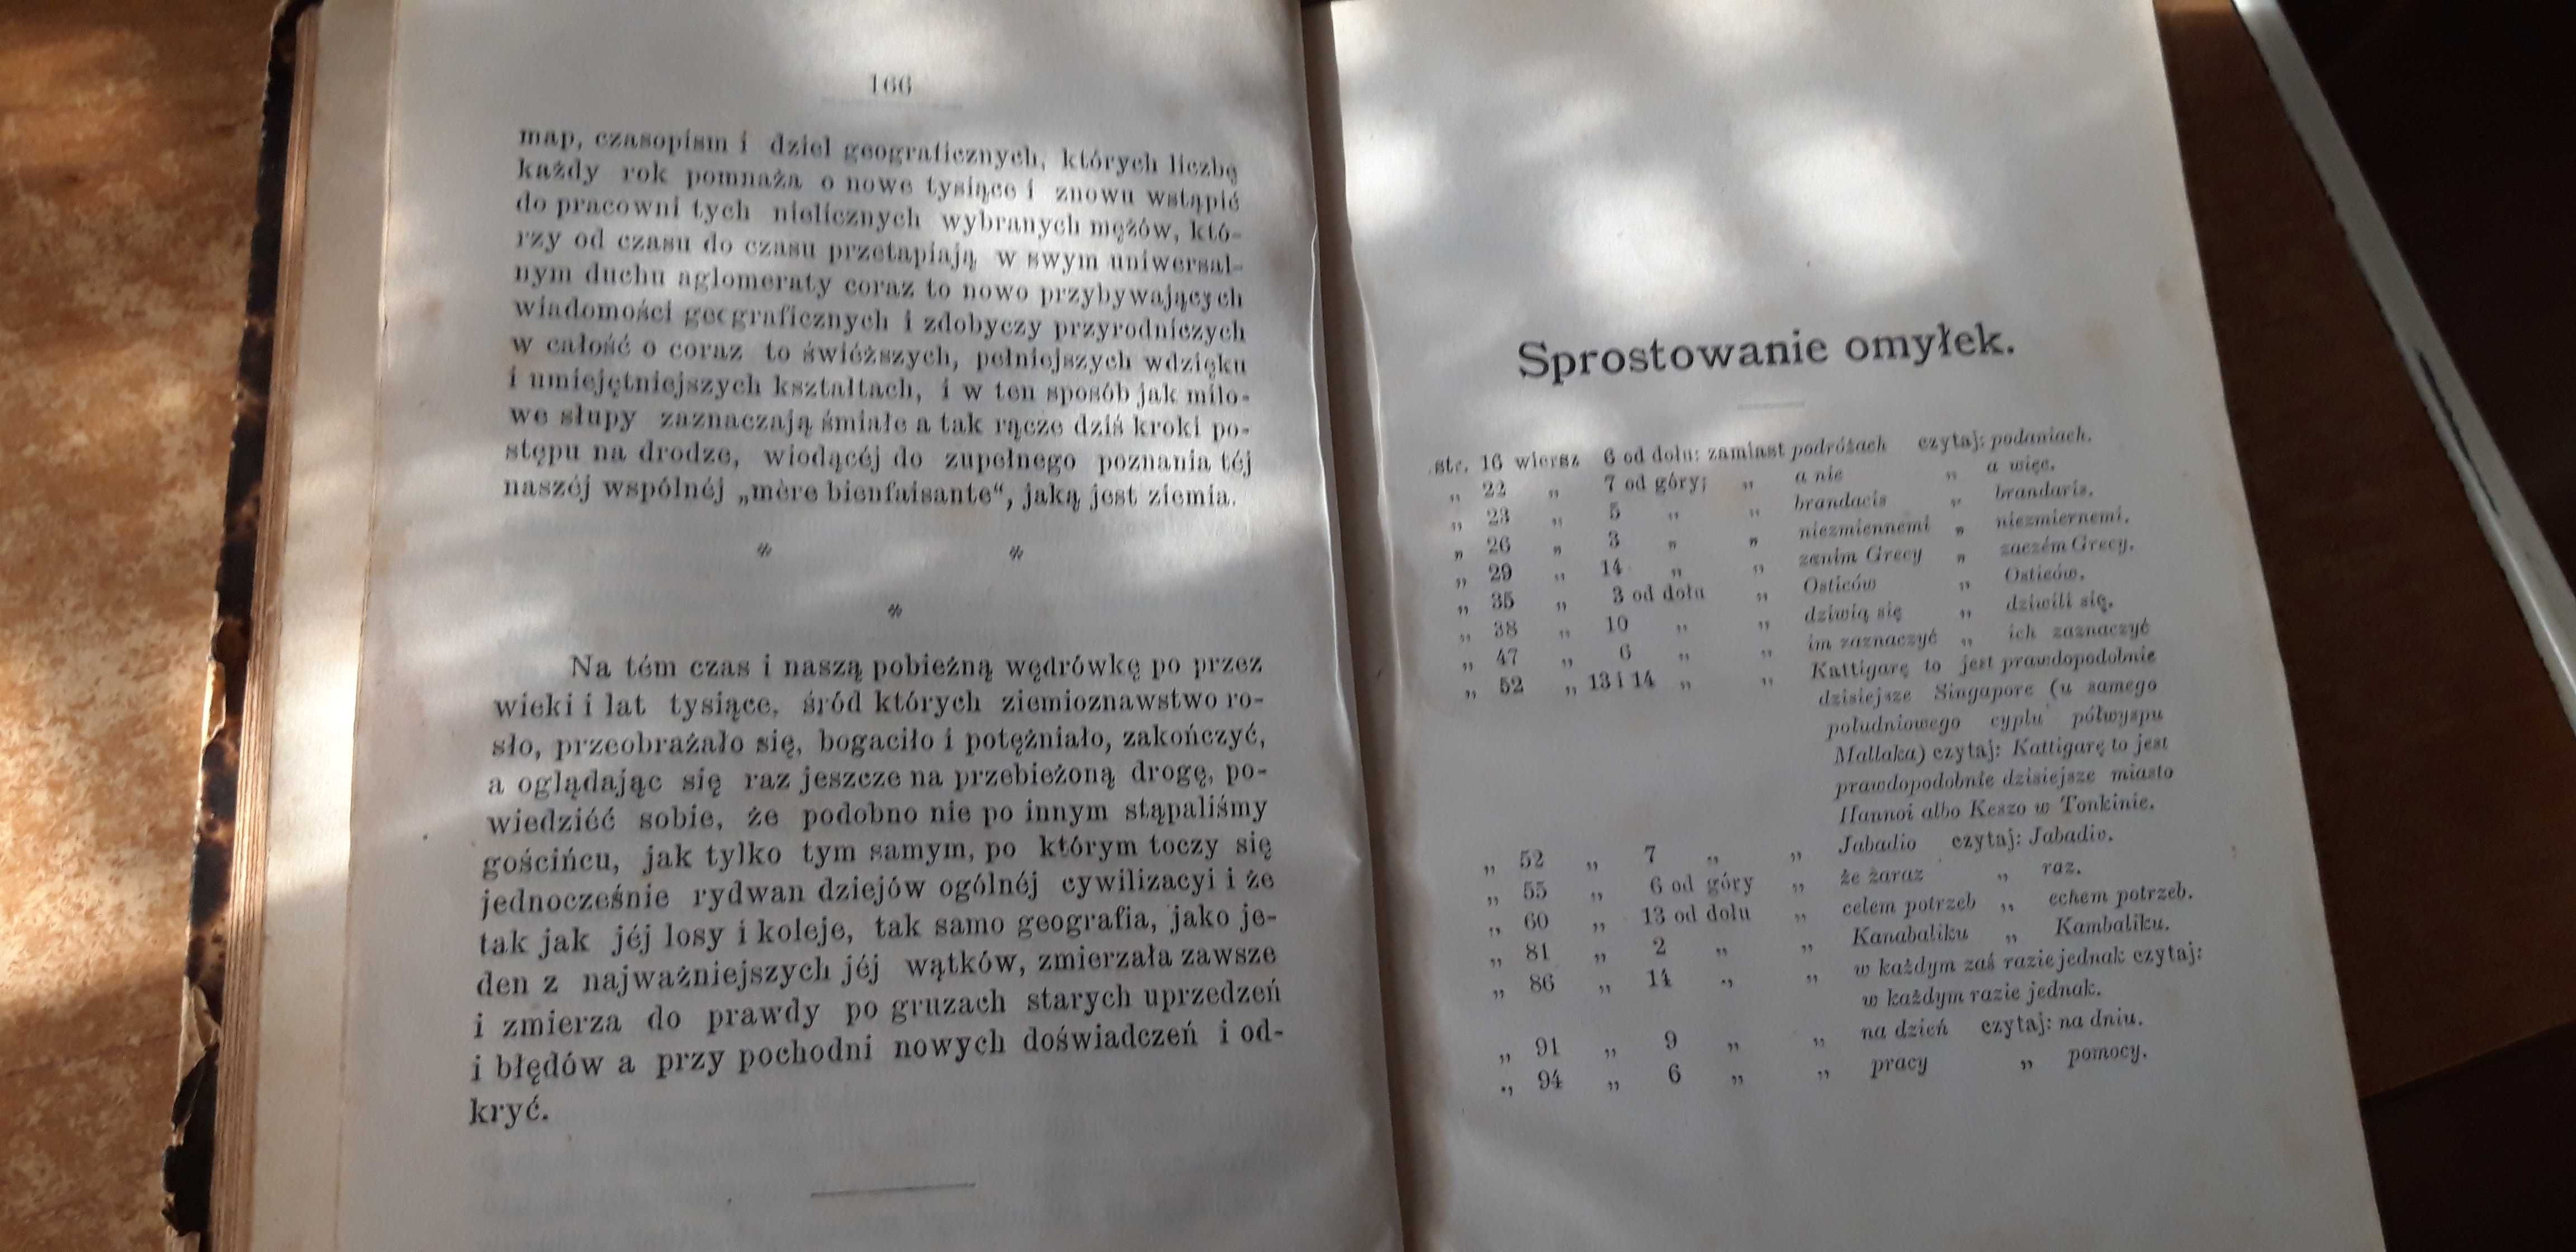 166
map, czasopism i dzieł geograficznych, których liczbę
każdy rok pomnaża o nowe tysiące i znowu wstąpić
do pracowni tych nielicznych wybranych mężów, któ-
rzy od czasu do czasu przetapiają w swym uniwersal-
nym duchu aglomeraty coraz to nowo przybywających
wiadomości geograficznych i zdobyczy przyrodniczych
w całość o coraz to świéższych, pełniejszych wdzięku
i umiejętniejszych kształtach, i w ten sposób jak milo-
we słupy zaznaczają śmiałe a tak rącze dziś kroki po-
stępu na drodze, wiodącéj do zupełnego poznania téj
naszéj wspólnéj „mère bienfaisante“, jaką jest ziemia.
* *
*
Na tém czas i naszą pobieżną wędrówkę po przez
wieki i lat tysiące, śród których ziemioznawstwo ro-
sło, przeobrażało się, bogaciło i potężniało, zakończyć,
a oglądając się raz jeszcze na przebieżoną drogę, po-
wiedziéć sobie, że podobno nie po innym stąpaliśmy
gościńcu, jak tylko tym samym, po którym toczy się
jednocześnie rydwan dziejów ogólnéj cywilizacyi i że
tak jak jéj losy i koleje, tak samo geografia, jako je-
den z najważniejszych jéj wątków, zmierzała zawsze
i zmierza do prawdy po gruzach starych uprzedzeń
i błędów a przy pochodni nowych doświadczeń i od-
kryć.
Sprostowanie omyłek.
str. 16 wiersz 6 od dołu: zamiast podróżach czytaj: podaniach.
„ 22 „ 7 od góry; „ a nie „ a więc.
„ 23 „ 5 „ „ brandacis „ brandaris.
„ 26 „ 3 „ „ niezmiennemi „ niezmiernemi.
„ 29 „ 14 „ „ zanim Grecy „ zaczém Grecy.
„ 35 „ 3 od dołu „ Osticów „ Ostieów.
„ 38 „ 10 „ „ dziwią się „ dziwili się.
„ 47 „ 6 „ „ im zaznaczyć „ ich zaznaczyć
„ 52 „ 13 i 14 „ „ Kattigarę to jest prawdopodobnie
dzisiejsze Singapore (u samego
południowego cyplu półwyspu
Mallaka) czytaj: Kattigarę to jest
prawdopodobnie dzisiejsze miasto
Hannoi albo Keszo w Tonkinie.
„ 52 „ 7 „ „ Jabadio czytaj: Jabadiv.
„ 55 „ 6 od góry „ że żaraz „ raz.
„ 60 „ 13 od dołu „ celem potrzeb „ echem potrzeb.
„ 81 „ 2 „ „ Kanabaliku „ Kambaliku.
„ 86 „ 14 „ „ w każdym zaś razie jednak czytaj:
w każdym razie jednak.
„ 91 „ 9 „ „ na dzień czytaj: na dniu.
„ 94 „ 6 „ „ pracy „ pomocy.